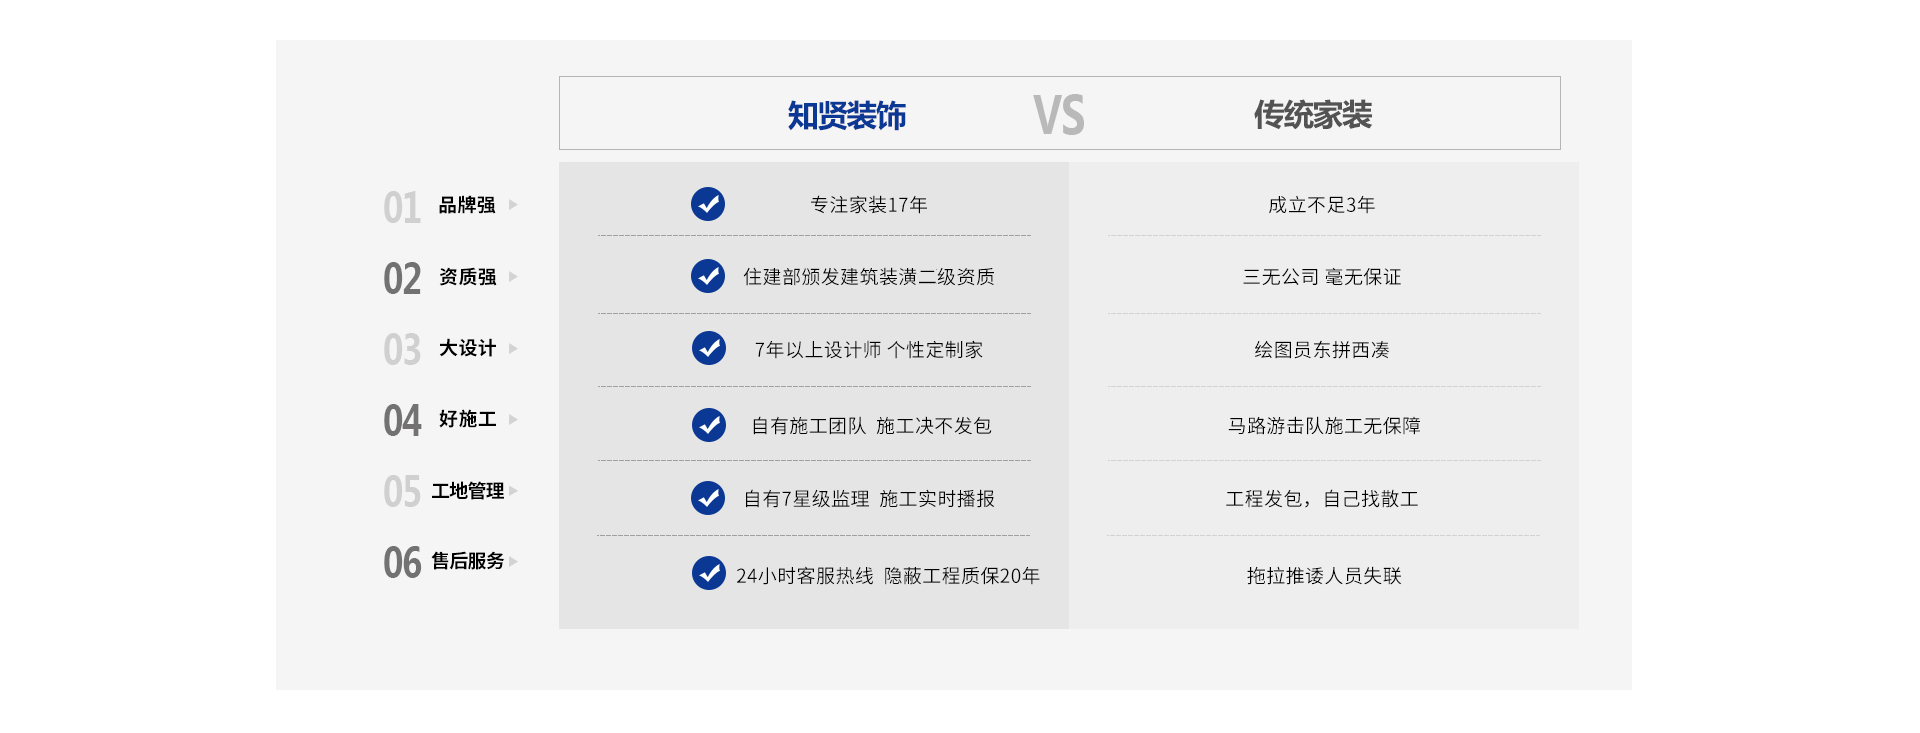 知贤装饰 VS 传统家装
01 品牌强 专注家装17年 成立不足3年
02 资质强 住建部颁发建筑装潢二级资质 三无公司 毫无保证
03 大设计 7年以上设计师 个性定制家 绘图员东拼西凑
04 好施工 自有施工团队 施工决不发包 马路游击队施工无保障
05 工地管理 自有7星级监理 施工实时播报 工程发包，自己找散工
06 售后服务 24小时客服热线 隐蔽工程质保20年 拖拉推诿人员失联